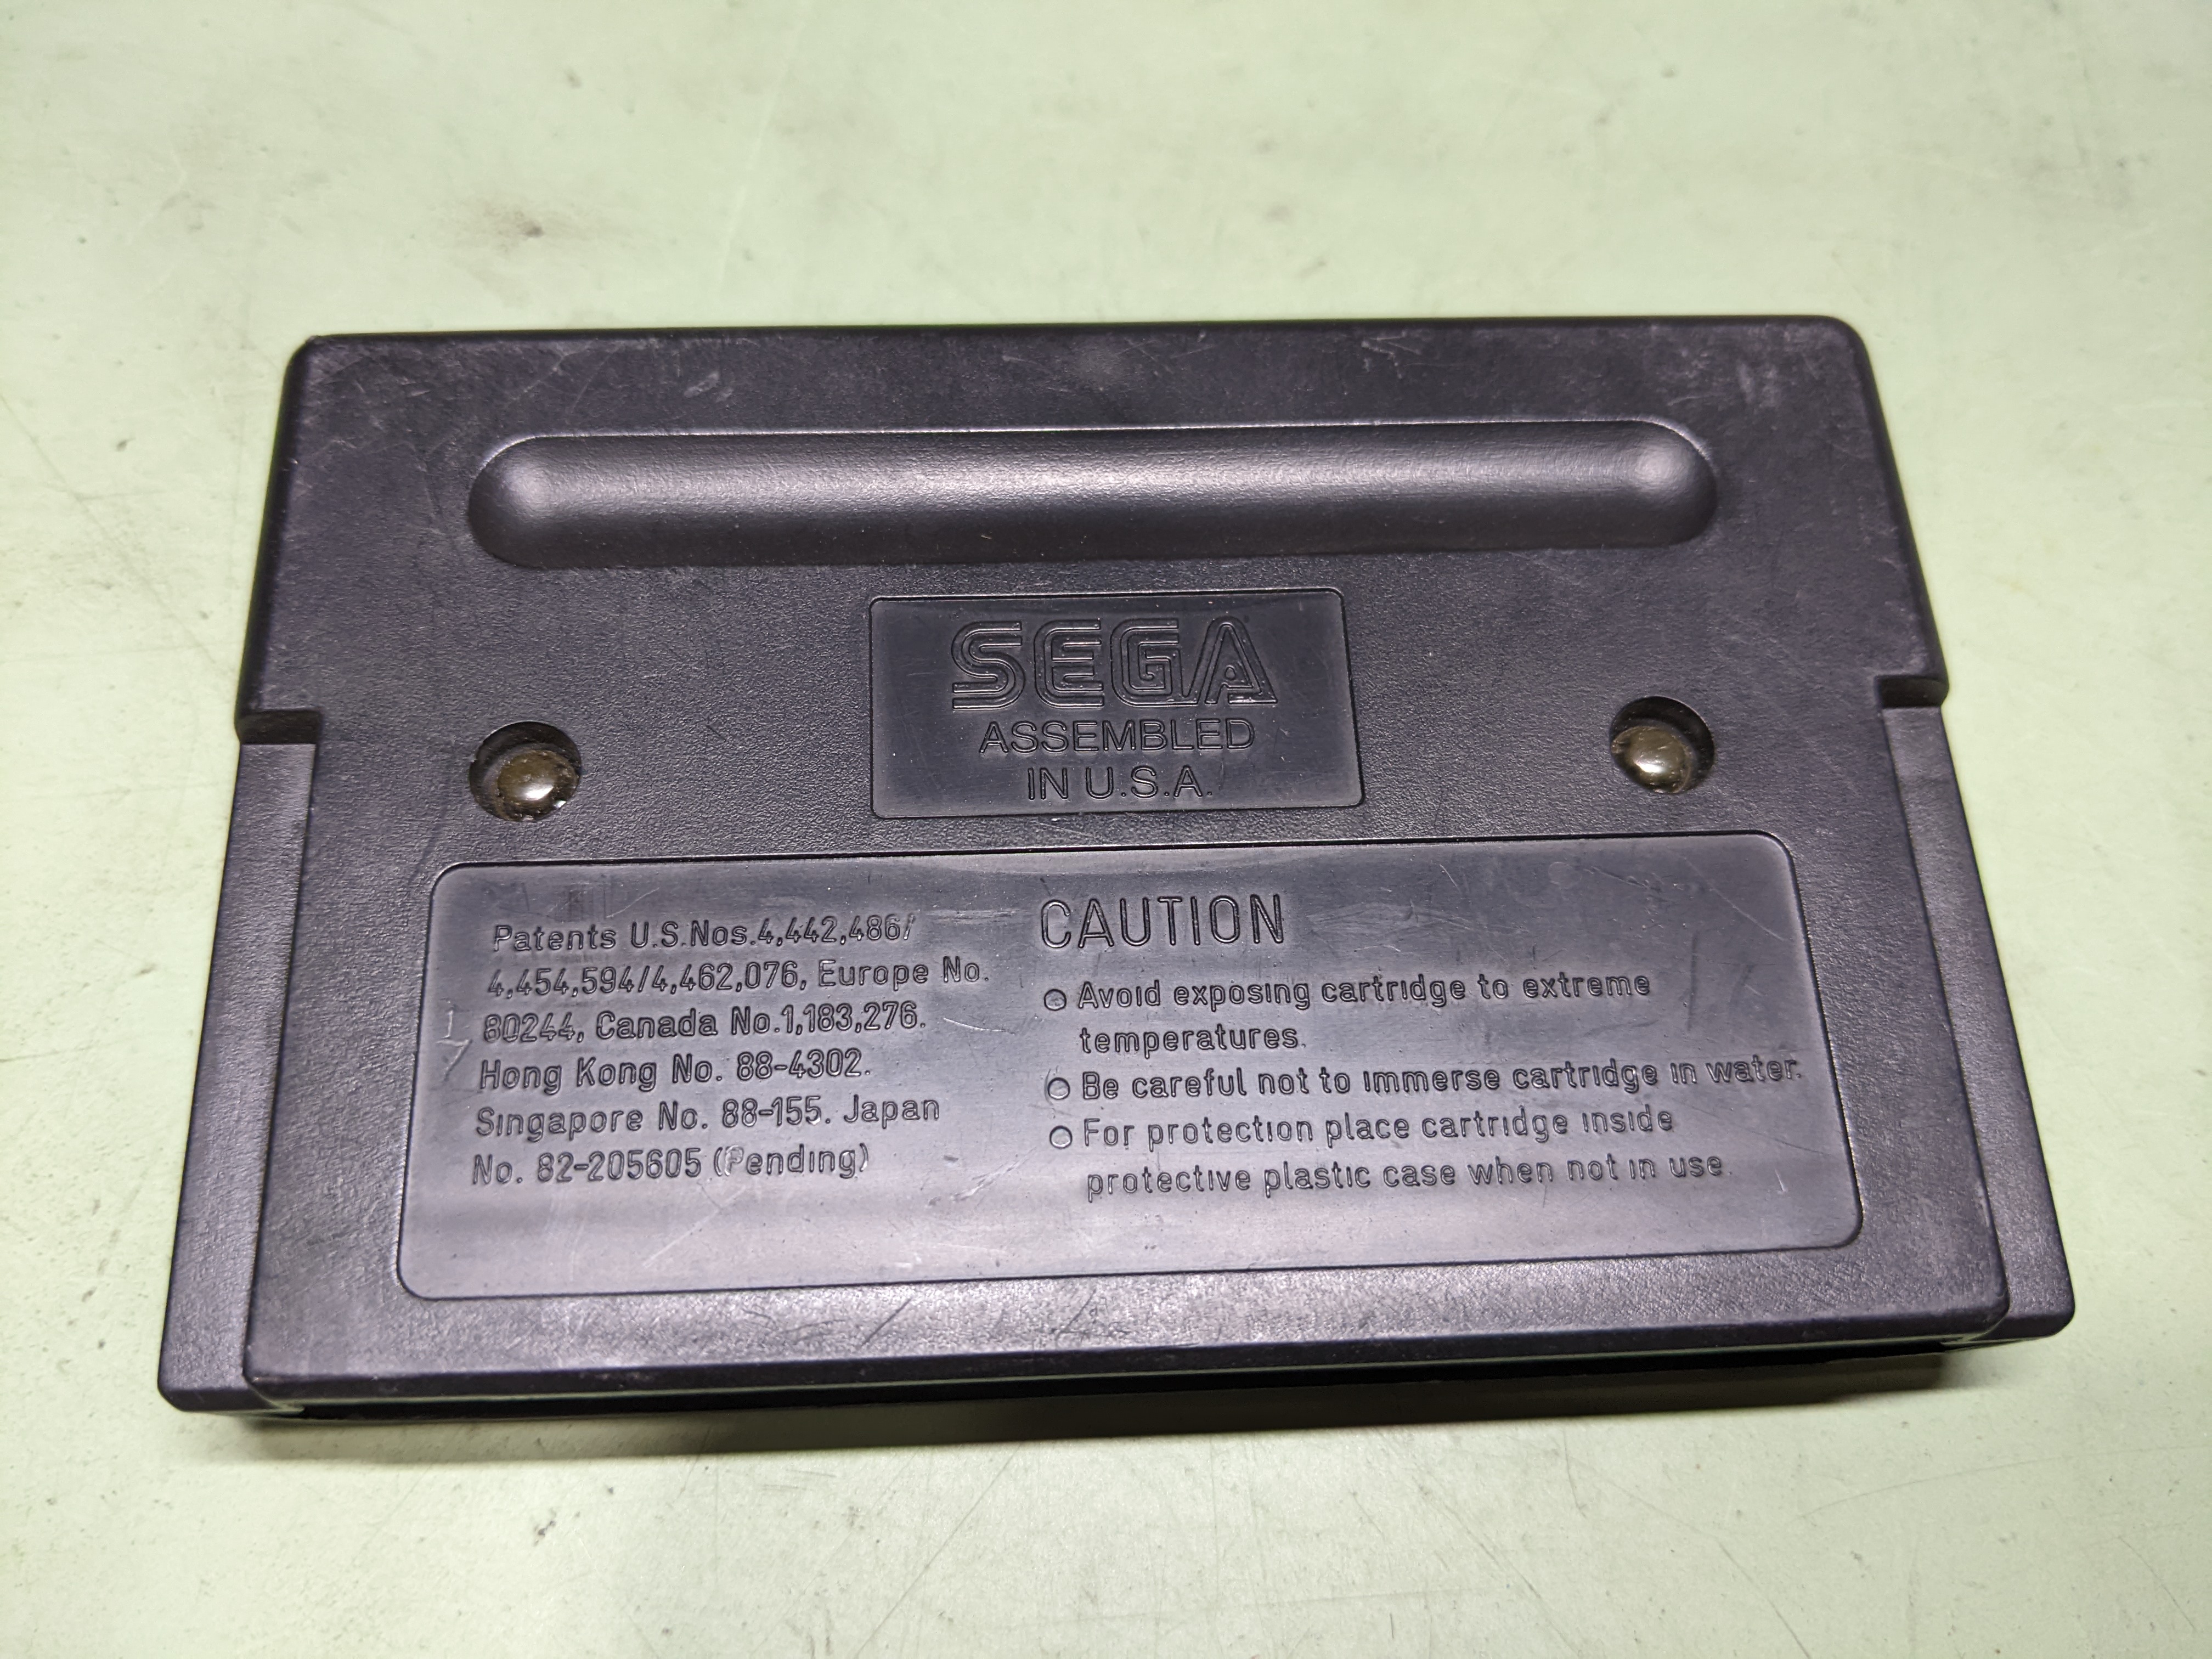 SEGA
ASSEMBLED
IN U.S.A.
Patents U.S.Nos.4,442,486/
4,454,594/4,462,076, Europe No.
80244, Canada No.1,183,276.
Hong Kong No. 88-4302.
Singapore No. 88-155. Japan
No. 82-205605 (Pending)
CAUTION
○ Avoid exposing cartridge to extreme
temperatures.
○ Be careful not to immerse cartridge in water.
○ For protection place cartridge inside
protective plastic case when not in use.